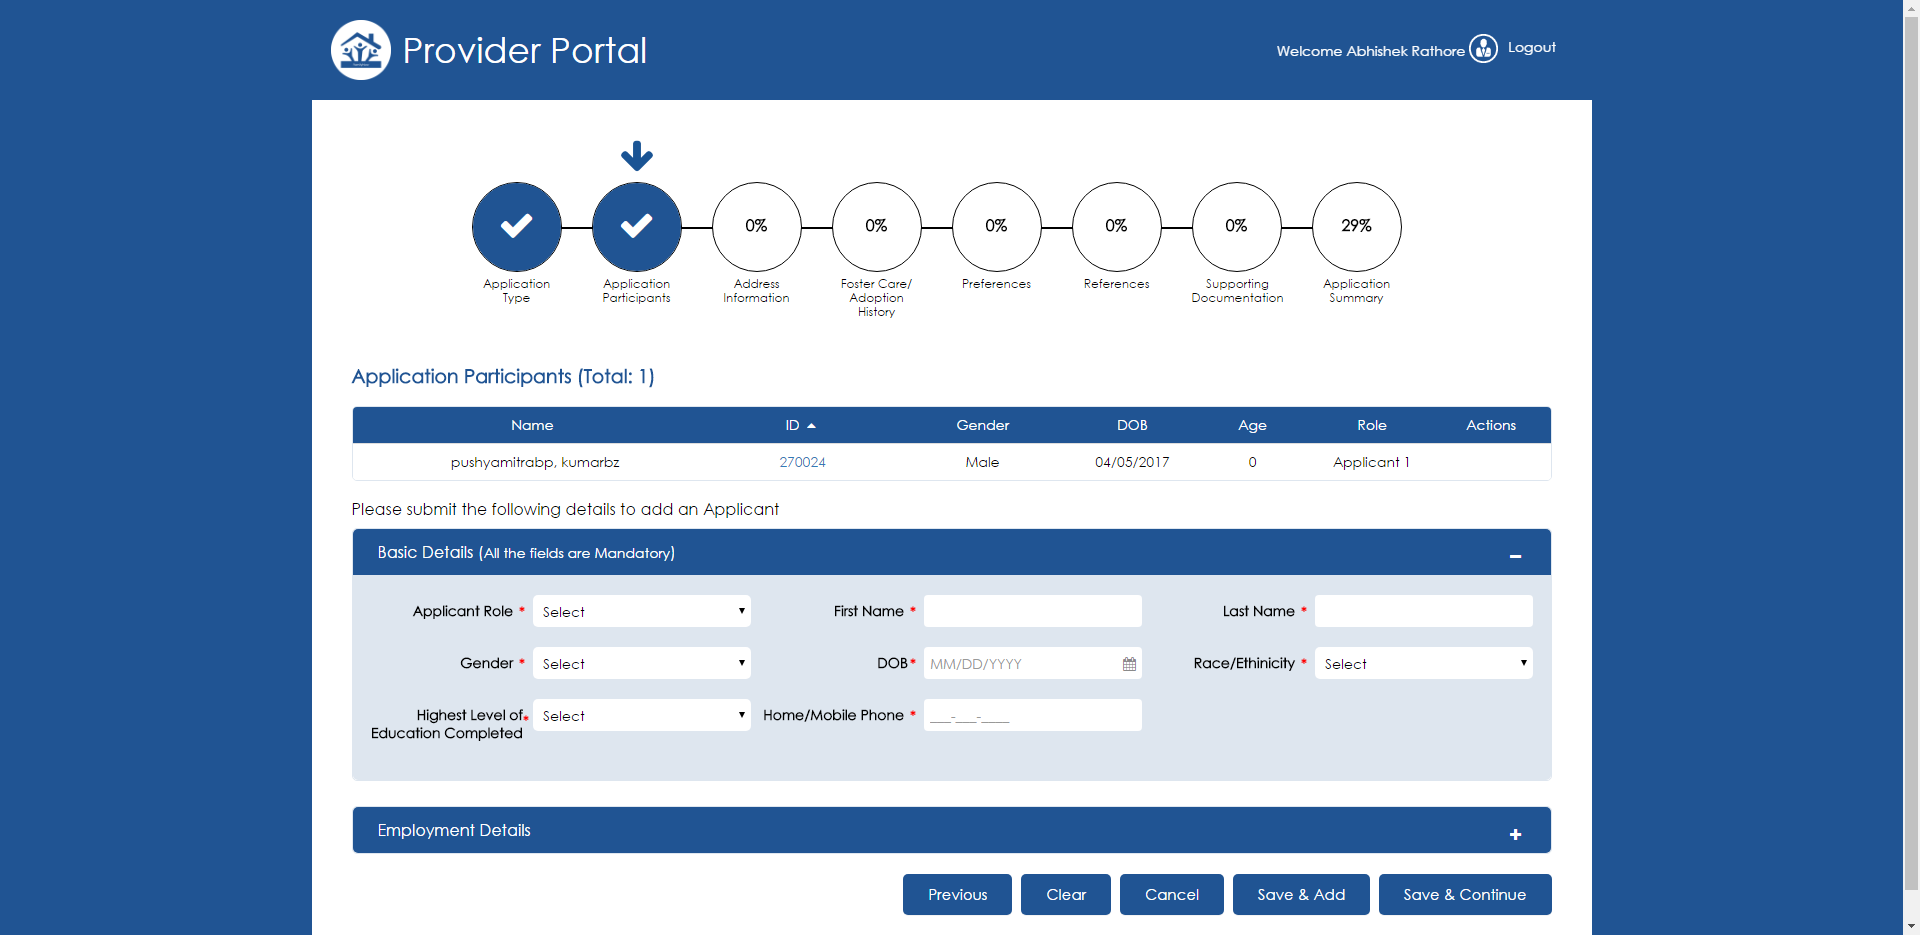 Provider Portal
Welcome Abhishek Rathore
Logout
0%
0%
0%
0%
0%
29%
Application
Type
Application
Participants
Address
Information
Foster Care/
Adoption
History
Preferences
References
Supporting
Documentation
Application
Summary
Application Participants (Total: 1)
Name ID Gender DOB Age Role Actions
pushyamitrabp, kumarbz 270024 Male 04/05/2017 0 Applicant 1
Please submit the following details to add an Applicant
Basic Details (All the fields are Mandatory)
Applicant Role * Select
First Name *
Last Name *
Gender * Select
DOB* MM/DD/YYYY
Race/Ethinicity * Select
Highest Level of*
Education Completed
Select
Home/Mobile Phone * ___-___-____
Employment Details
Previous
Clear
Cancel
Save & Add
Save & Continue